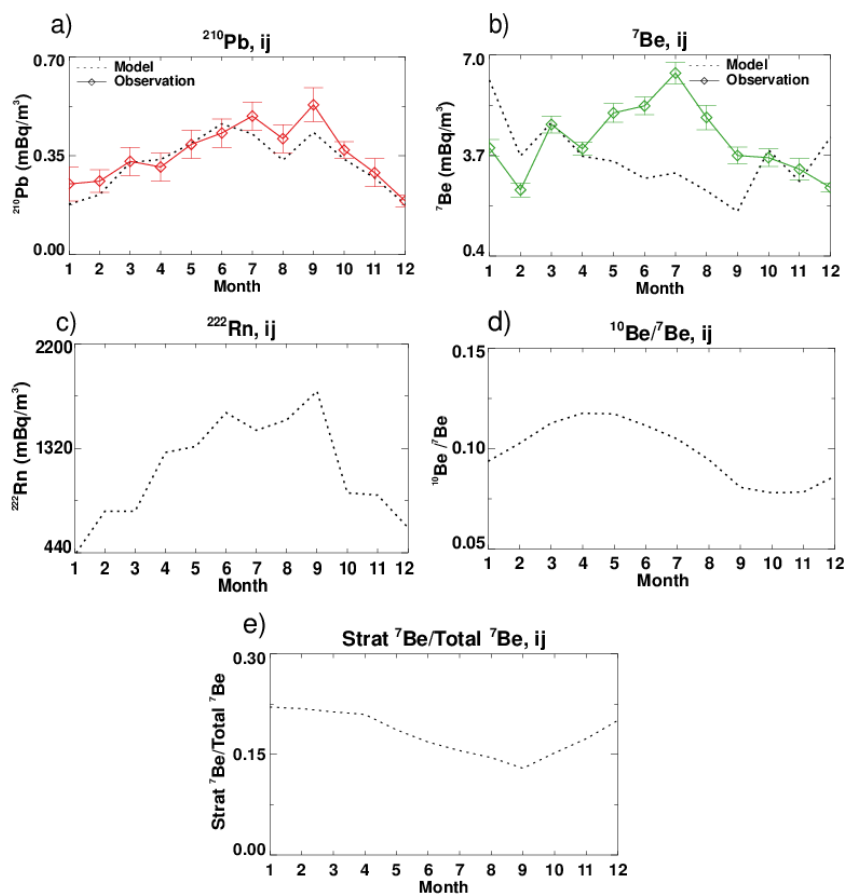 a)
²¹⁰Pb, ij
0.70
Model
Observation
0.35
0.00
²¹⁰Pb (mBq/m³)
1 2 3 4 5 6 7 8 9 10 11 12
Month
b)
⁷Be, ij
7.0
Model
Observation
3.7
0.4
⁷Be (mBq/m³)
1 2 3 4 5 6 7 8 9 10 11 12
Month
c)
²²²Rn, ij
2200
1320
440
²²²Rn (mBq/m³)
1 2 3 4 5 6 7 8 9 10 11 12
Month
d)
¹⁰Be/⁷Be, ij
0.15
0.10
0.05
¹⁰Be /⁷Be
1 2 3 4 5 6 7 8 9 10 11 12
Month
e)
Strat ⁷Be/Total ⁷Be, ij
0.30
0.15
0.00
Strat ⁷Be/Total ⁷Be
1 2 3 4 5 6 7 8 9 10 11 12
Month